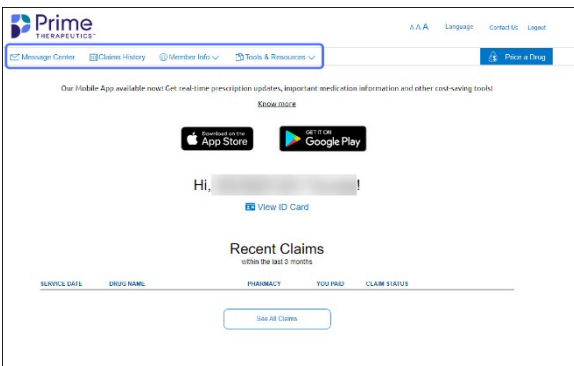 Prime
THERAPEUTICS
A A A Language Contact Us Logout
Message Center Claims History Member Info Tools & Resources Price a Drug
Our Mobile App available now! Get real-time prescription updates, important medication information and other cost-saving tools!
Know more
Download on the
App Store
GET IT ON
Google Play
Hi, !
View ID Card
Recent Claims
within the last 3 months
SERVICE DATE DRUG NAME PHARMACY YOU PAID CLAIM STATUS
See All Claims